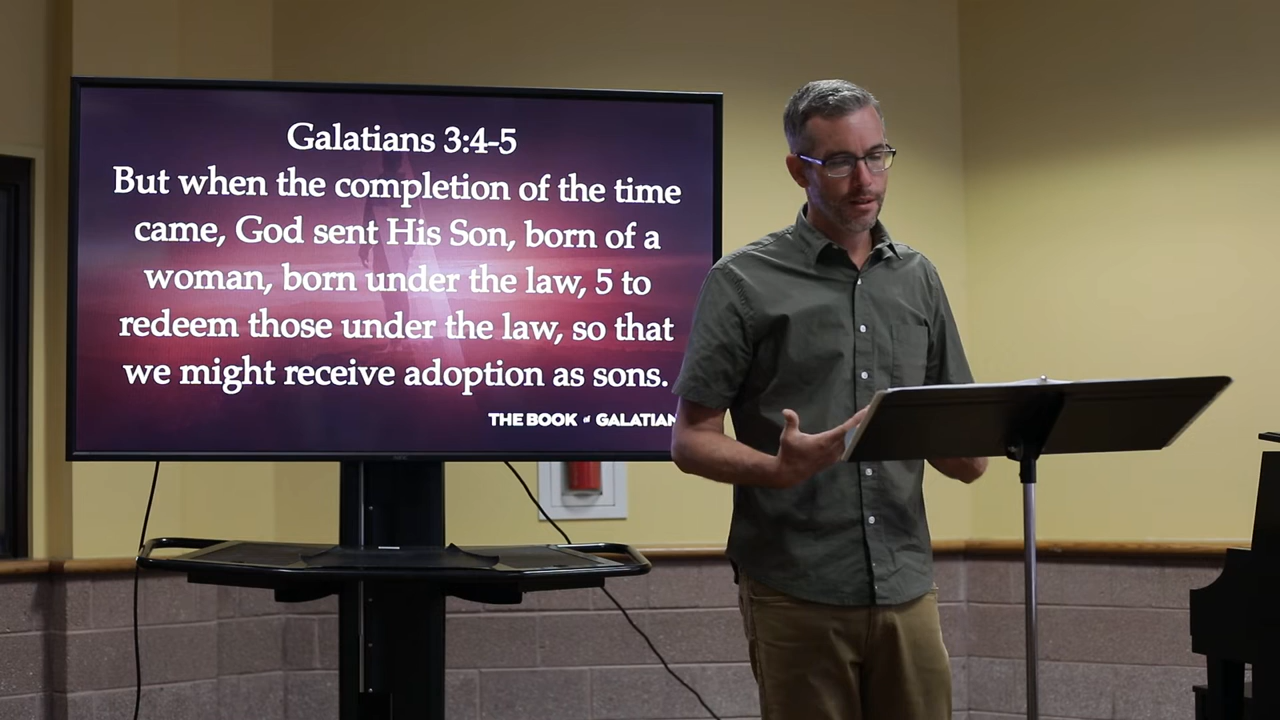 Galatians 3:4-5
But when the completion of the time
came, God sent His Son, born of a
woman, born under the law, 5 to
redeem those under the law, so that
we might receive adoption as sons.
THE BOOK of GALATIAN